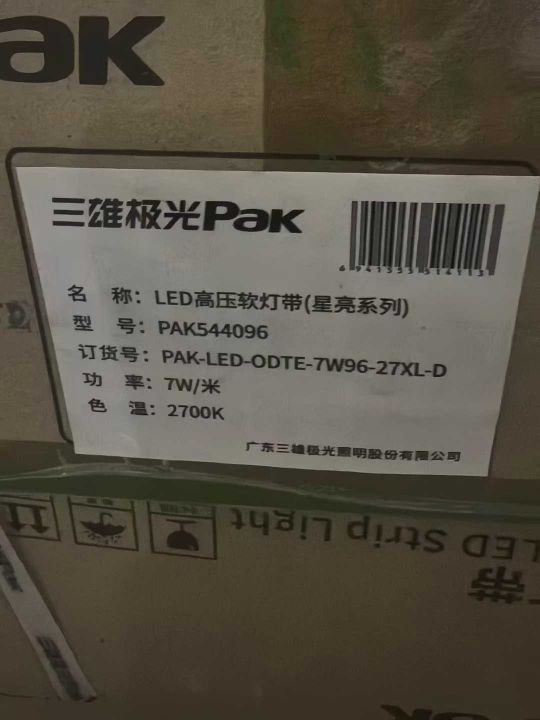 Pak
三雄极光Pak
名 称：LED高压软灯带(星亮系列)
型 号：PAK544096
订货号：PAK-LED-ODTE-7W96-27XL-D
功 率：7W/米
色 温：2700K
广东三雄极光照明股份有限公司
LED Strip Light
灯带
Pak